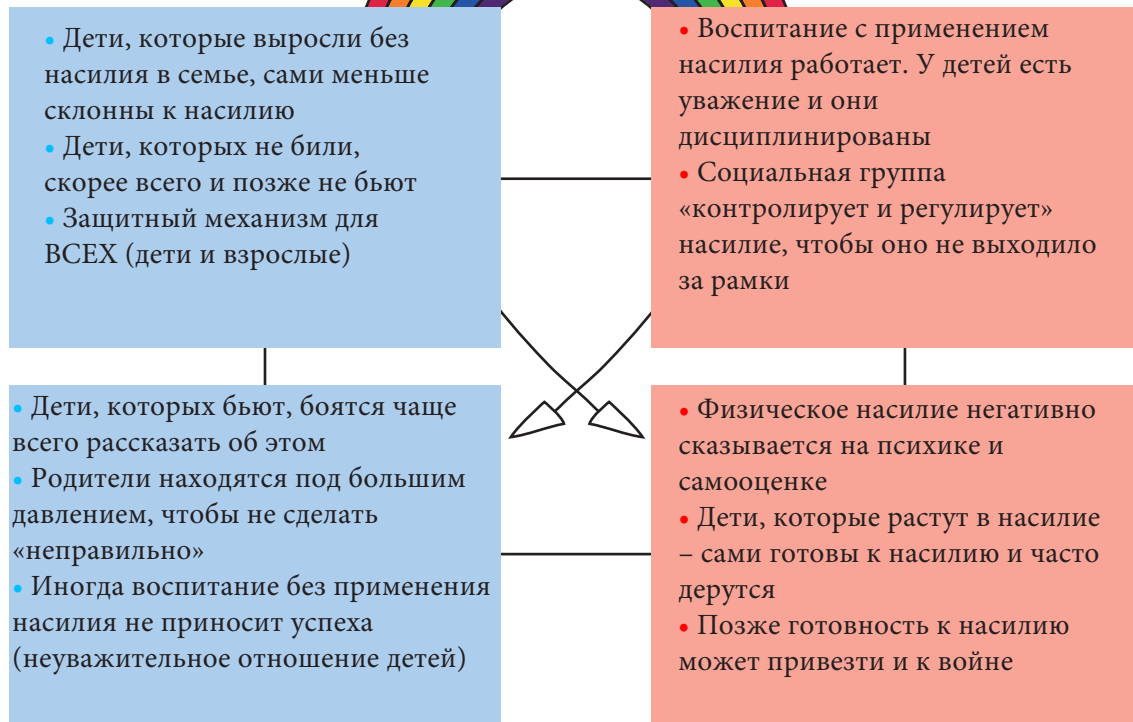 • Дети, которые выросли без
насилия в семье, сами меньше
склонны к насилию
• Дети, которых не били,
скорее всего и позже не бьют
• Защитный механизм для
ВСЕХ (дети и взрослые)
• Воспитание с применением
насилия работает. У детей есть
уважение и они
дисциплинированы
• Социальная группа
«контролирует и регулирует»
насилие, чтобы оно не выходило
за рамки
• Дети, которых бьют, боятся чаще
всего рассказать об этом
• Родители находятся под большим
давлением, чтобы не сделать
«неправильно»
• Иногда воспитание без применения
насилия не приносит успеха
(неуважительное отношение детей)
• Физическое насилие негативно
сказывается на психике и
самооценке
• Дети, которые растут в насилие
– сами готовы к насилию и часто
дерутся
• Позже готовность к насилию
может привезти и к войне